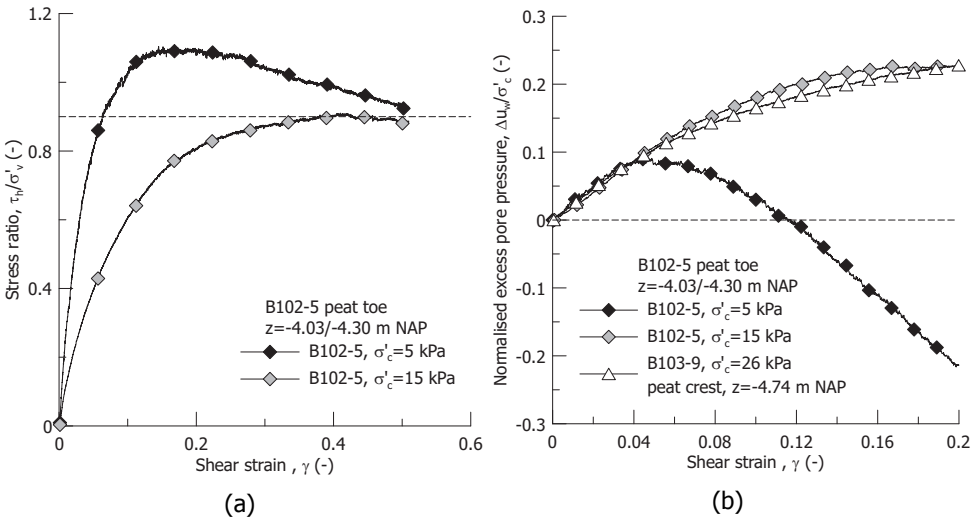 1.2
0.8
0.4
0
Stress ratio, τh/σ'v (-)
B102-5 peat toe
z=-4.03/-4.30 m NAP
B102-5, σ'c=5 kPa
B102-5, σ'c=15 kPa
0 0.2 0.4 0.6
Shear strain , γ (-)
(a)
0.3
0.2
0.1
0
-0.1
-0.2
-0.3
Normalised excess pore pressure, Δuw/σ'c (-)
B102-5 peat toe
z=-4.03/-4.30 m NAP
B102-5, σ'c=5 kPa
B102-5, σ'c=15 kPa
B103-9, σ'c=26 kPa
peat crest, z=-4.74 m NAP
0 0.04 0.08 0.12 0.16 0.2
Shear strain , γ (-)
(b)